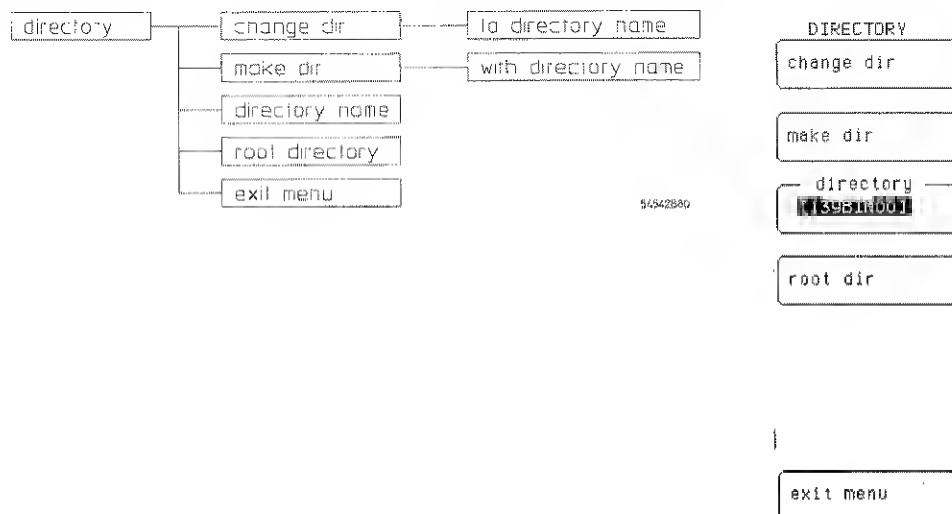 directory
change dir
to directory name
make dir
with directory name
directory name
root directory
exit menu
54542880
DIRECTORY
change dir
make dir
directory
root dir
exit menu